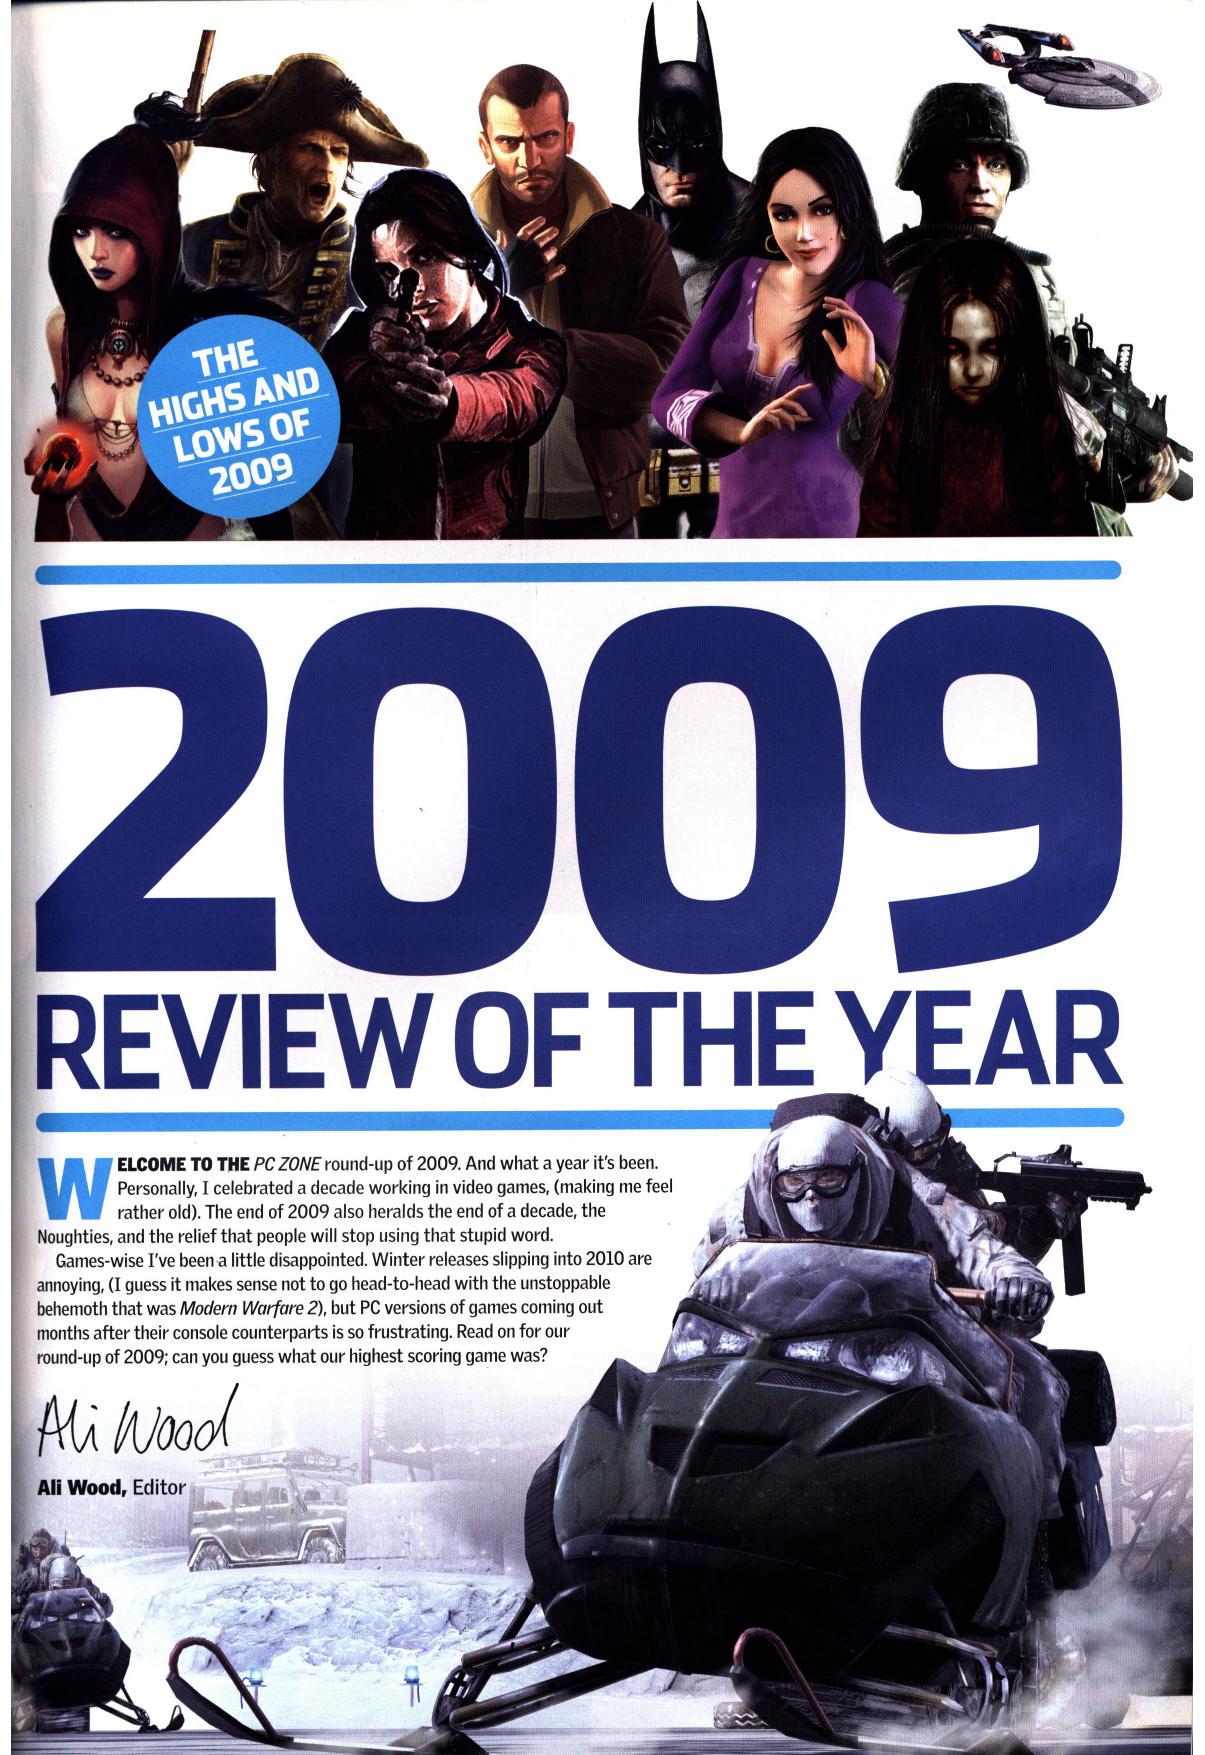 THE
HIGHS AND
LOWS OF
2009
2009
REVIEW OF THE YEAR
WELCOME TO THE PC ZONE round-up of 2009. And what a year it's been.
Personally, I celebrated a decade working in video games, (making me feel
rather old). The end of 2009 also heralds the end of a decade, the
Noughties, and the relief that people will stop using that stupid word.
Games-wise I've been a little disappointed. Winter releases slipping into 2010 are
annoying, (I guess it makes sense not to go head-to-head with the unstoppable
behemoth that was Modern Warfare 2), but PC versions of games coming out
months after their console counterparts is so frustrating. Read on for our
round-up of 2009; can you guess what our highest scoring game was?
Ali Wood
Ali Wood, Editor